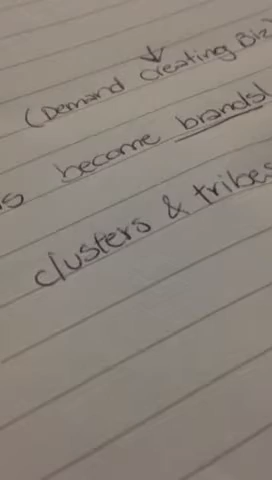 (Demand creating Biz)
become brands!
clusters & tribes